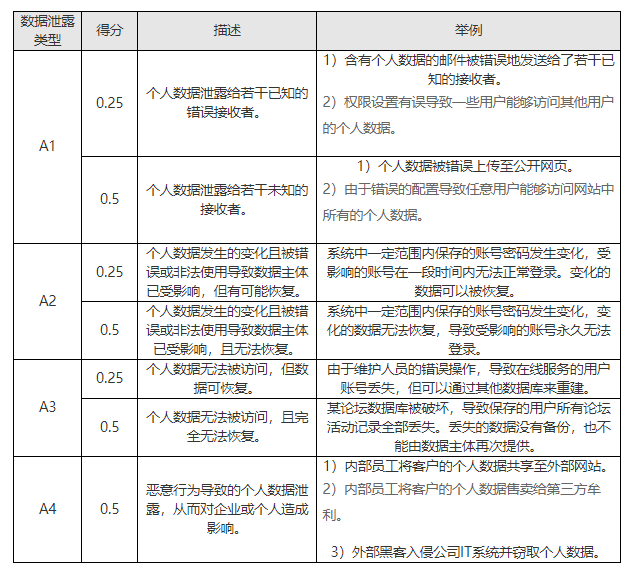 数据泄露
类型
得分
描述
举例
A1
0.25
个人数据泄露给若干已知的
错误接收者。
1）含有个人数据的邮件被错误地发送给了若干已
知的接收者。
2）权限设置有误导致一些用户能够访问其他用户
的个人数据。
0.5
个人数据泄露给若干未知的
接收者。
1）个人数据被错误上传至公开网页。
2）由于错误的配置导致任意用户能够访问网站中
所有的个人数据。
A2
0.25
个人数据发生的变化且被错
误或非法使用导致数据主体
已受影响，但有可能恢复。
系统中一定范围内保存的账号密码发生变化，受
影响的账号在一段时间内无法正常登录。变化的
数据可以被恢复。
0.5
个人数据发生的变化且被错
误或非法使用导致数据主体
已受影响，且无法恢复。
系统中一定范围内保存的账号密码发生变化，变
化的数据无法恢复，导致受影响的账号永久无法
登录。
A3
0.25
个人数据无法被访问，但数
据可恢复。
由于维护人员的错误操作，导致在线服务的用户
账号丢失，但可以通过其他数据库来重建。
0.5
个人数据无法被访问，且完
全无法恢复。
某论坛数据库被破坏，导致保存的用户所有论坛
活动记录全部丢失。丢失的数据没有备份，也不
能由数据主体再次提供。
A4
0.5
恶意行为导致的个人数据泄
露，从而对企业或个人造成
影响。
1）内部员工将客户的个人数据共享至外部网站。
2）内部员工将客户的个人数据售卖给第三方牟
利。
3）外部黑客入侵公司IT系统并窃取个人数据。